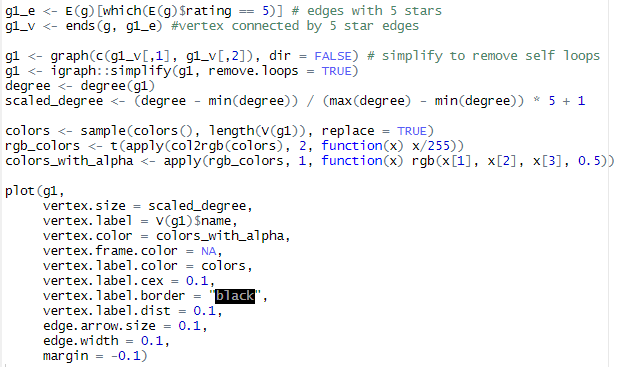 g1_e <- E(g)[which(E(g)$rating == 5)] # edges with 5 stars
g1_v <- ends(g, g1_e) #vertex connected by 5 star edges
g1 <- graph(c(g1_v[,1], g1_v[,2]), dir = FALSE) # simplify to remove self loops
g1 <- igraph::simplify(g1, remove.loops = TRUE)
degree <- degree(g1)
scaled_degree <- (degree - min(degree)) / (max(degree) - min(degree)) * 5 + 1
colors <- sample(colors(), length(V(g1)), replace = TRUE)
rgb_colors <- t(apply(col2rgb(colors), 2, function(x) x/255))
colors_with_alpha <- apply(rgb_colors, 1, function(x) rgb(x[1], x[2], x[3], 0.5))
plot(g1,
vertex.size = scaled_degree,
vertex.label = V(g1)$name,
vertex.color = colors_with_alpha,
vertex.frame.color = NA,
vertex.label.color = colors,
vertex.label.cex = 0.1,
vertex.label.border = "black",
vertex.label.dist = 0.1,
edge.arrow.size = 0.1,
edge.width = 0.1,
margin = -0.1)